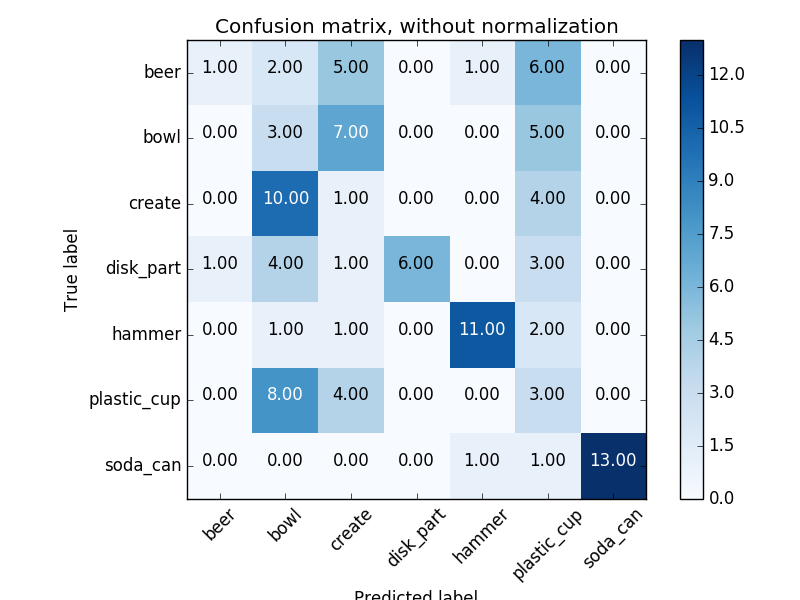 Confusion matrix, without normalization
beer 1.00 2.00 5.00 0.00 1.00 6.00 0.00
bowl 0.00 3.00 7.00 0.00 0.00 5.00 0.00
create 0.00 10.00 1.00 0.00 0.00 4.00 0.00
disk_part 1.00 4.00 1.00 6.00 0.00 3.00 0.00
hammer 0.00 1.00 1.00 0.00 11.00 2.00 0.00
plastic_cup 0.00 8.00 4.00 0.00 0.00 3.00 0.00
soda_can 0.00 0.00 0.00 0.00 1.00 1.00 13.00
beer bowl create disk_part hammer plastic_cup soda_can
True label
Predicted label
12.0
10.5
9.0
7.5
6.0
4.5
3.0
1.5
0.0